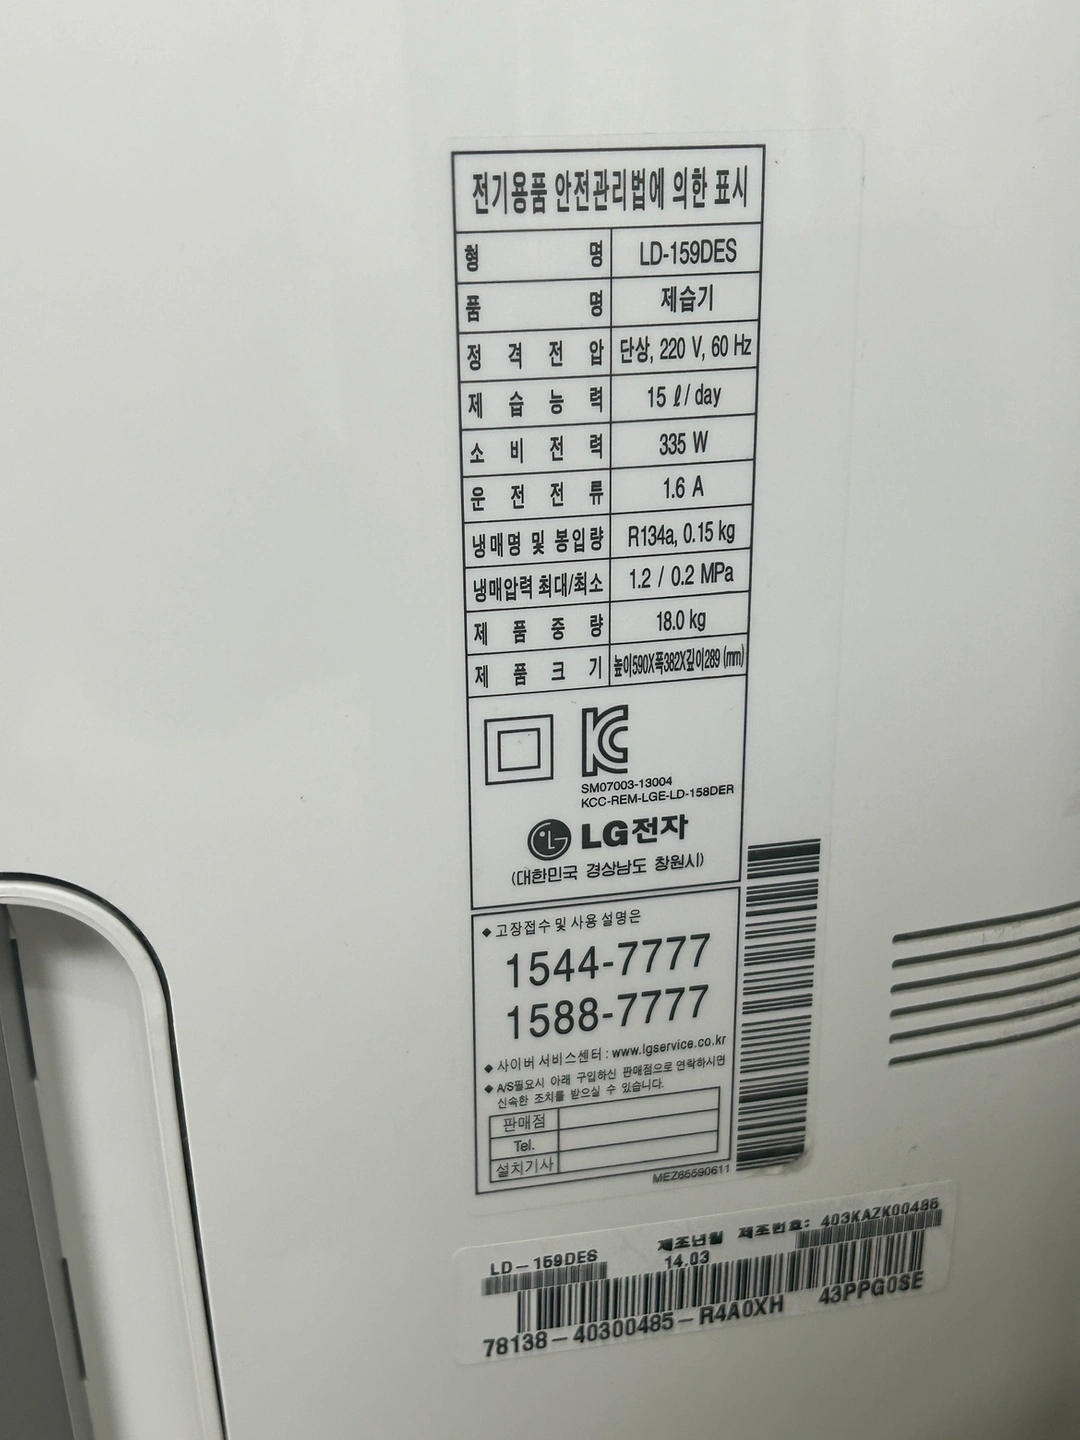 전기용품 안전관리법에 의한 표시
형 명 LD-159DES
품 명 제습기
정 격 전 압 단상, 220 V, 60 Hz
제 습 능 력 15 ℓ/ day
소 비 전 력 335 W
운 전 전 류 1.6 A
냉매명 및 봉입량 R134a, 0.15 kg
냉매압력 최대/최소 1.2 / 0.2 MPa
제 품 중 량 18.0 kg
제 품 크 기 높이590X폭382X깊이289 (mm)
SM07003-13004
KCC-REM-LGE-LD-158DER
LG전자
(대한민국 경상남도 창원시)
◆ 고장접수 및 사용 설명은
1544-7777
1588-7777
◆ 사이버 서비스센터 : www.lgservice.co.kr
◆ A/S필요시 아래 구입하신 판매점으로 연락하시면
신속한 조치를 받으실 수 있습니다.
판매점
Tel.
설치기사
MEZ65590611
LD-159DES 제조년월 제조번호: 403KAZK00485
14.03
78138-40300485-R4A0XH 43PPG0SE